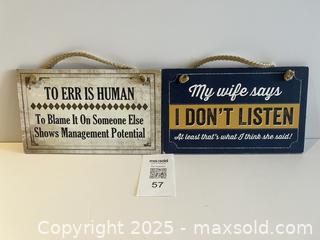 TO ERR IS HUMAN
To Blame It On Someone Else
Shows Management Potential
My wife says
I DON'T LISTEN
At least that's what I think she said!
maxsold
57
Copyright © 2025 - maxsold.com